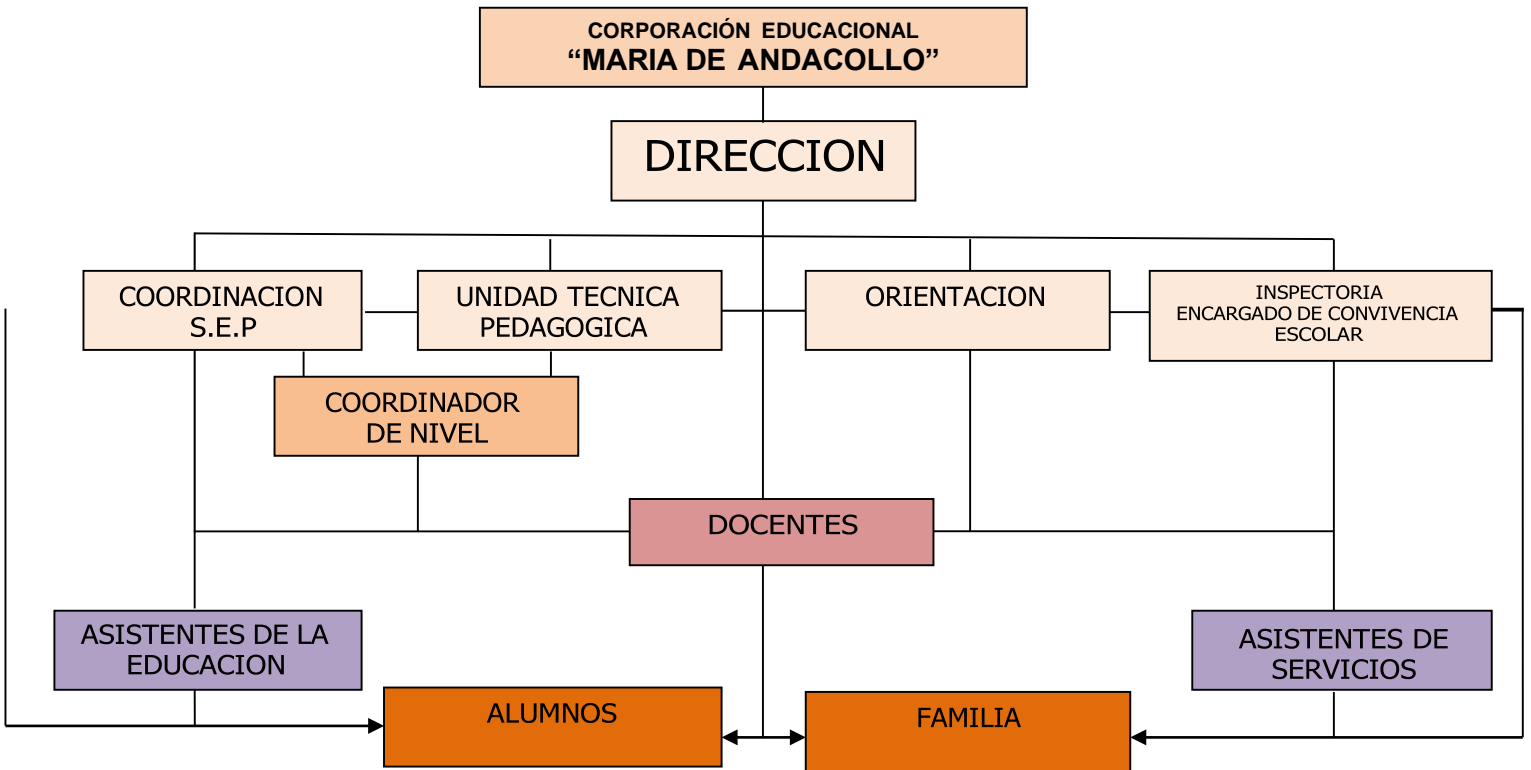 CORPORACIÓN EDUCACIONAL
“MARIA DE ANDACOLLO”
DIRECCION
COORDINACION
S.E.P
UNIDAD TECNICA
PEDAGOGICA
ORIENTACION
INSPECTORIA
ENCARGADO DE CONVIVENCIA
ESCOLAR
COORDINADOR
DE NIVEL
DOCENTES
ASISTENTES DE LA
EDUCACION
ASISTENTES DE
SERVICIOS
ALUMNOS
FAMILIA